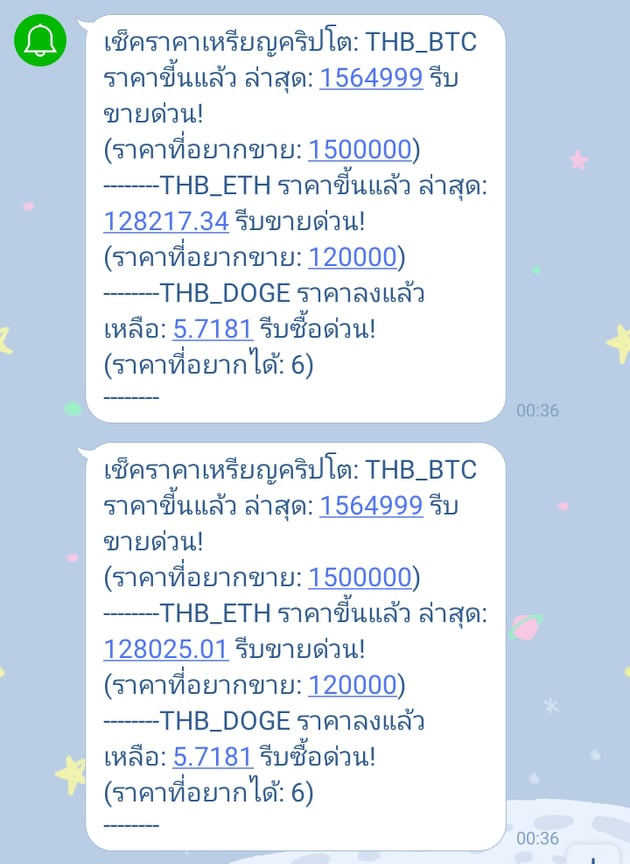 เช็คราคาเหรียญคริปโต: THB_BTC
ราคาขึ้นแล้ว ล่าสุด: 1564999 รีบ
ขายด่วน!
(ราคาที่อยากขาย: 1500000)
--------THB_ETH ราคาขึ้นแล้ว ล่าสุด:
128217.34 รีบขายด่วน!
(ราคาที่อยากขาย: 120000)
--------THB_DOGE ราคาลงแล้ว
เหลือ: 5.7181 รีบซื้อด่วน!
(ราคาที่อยากได้: 6)
--------
00:36
เช็คราคาเหรียญคริปโต: THB_BTC
ราคาขึ้นแล้ว ล่าสุด: 1564999 รีบ
ขายด่วน!
(ราคาที่อยากขาย: 1500000)
--------THB_ETH ราคาขึ้นแล้ว ล่าสุด:
128025.01 รีบขายด่วน!
(ราคาที่อยากขาย: 120000)
--------THB_DOGE ราคาลงแล้ว
เหลือ: 5.7181 รีบซื้อด่วน!
(ราคาที่อยากได้: 6)
--------
00:36